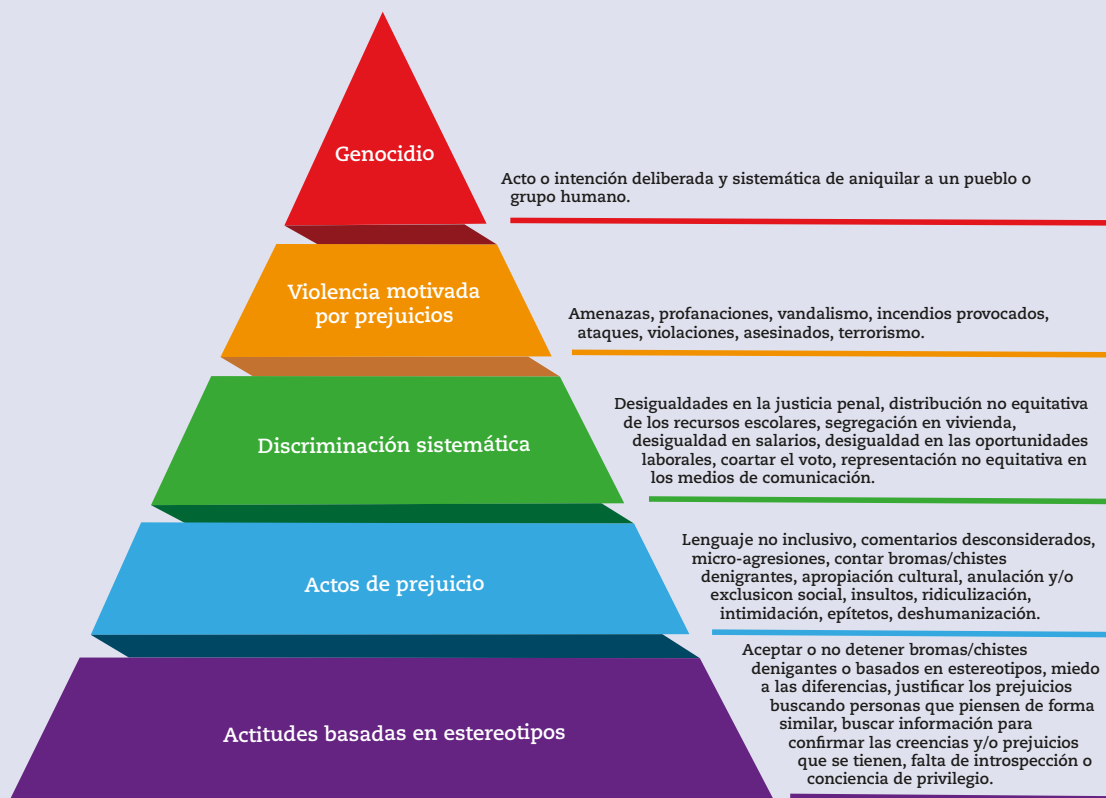 Genocidio
Acto o intención deliberada y sistemática de aniquilar a un pueblo o
grupo humano.
Violencia motivada
por prejuicios
Amenazas, profanaciones, vandalismo, incendios provocados,
ataques, violaciones, asesinados, terrorismo.
Discriminación sistemática
Desigualdades en la justicia penal, distribución no equitativa
de los recursos escolares, segregación en vivienda,
desigualdad en salarios, desigualdad en las oportunidades
laborales, coartar el voto, representación no equitativa en
los medios de comunicación.
Actos de prejuicio
Lenguaje no inclusivo, comentarios desconsiderados,
micro-agresiones, contar bromas/chistes
denigrantes, apropiación cultural, anulación y/o
exclusicon social, insultos, ridiculización,
intimidación, epítetos, deshumanización.
Actitudes basadas en estereotipos
Aceptar o no detener bromas/chistes
denigantes o basados en estereotipos, miedo
a las diferencias, justificar los prejuicios
buscando personas que piensen de forma
similar, buscar información para
confirmar las creencias y/o prejuicios
que se tienen, falta de introspección o
conciencia de privilegio.